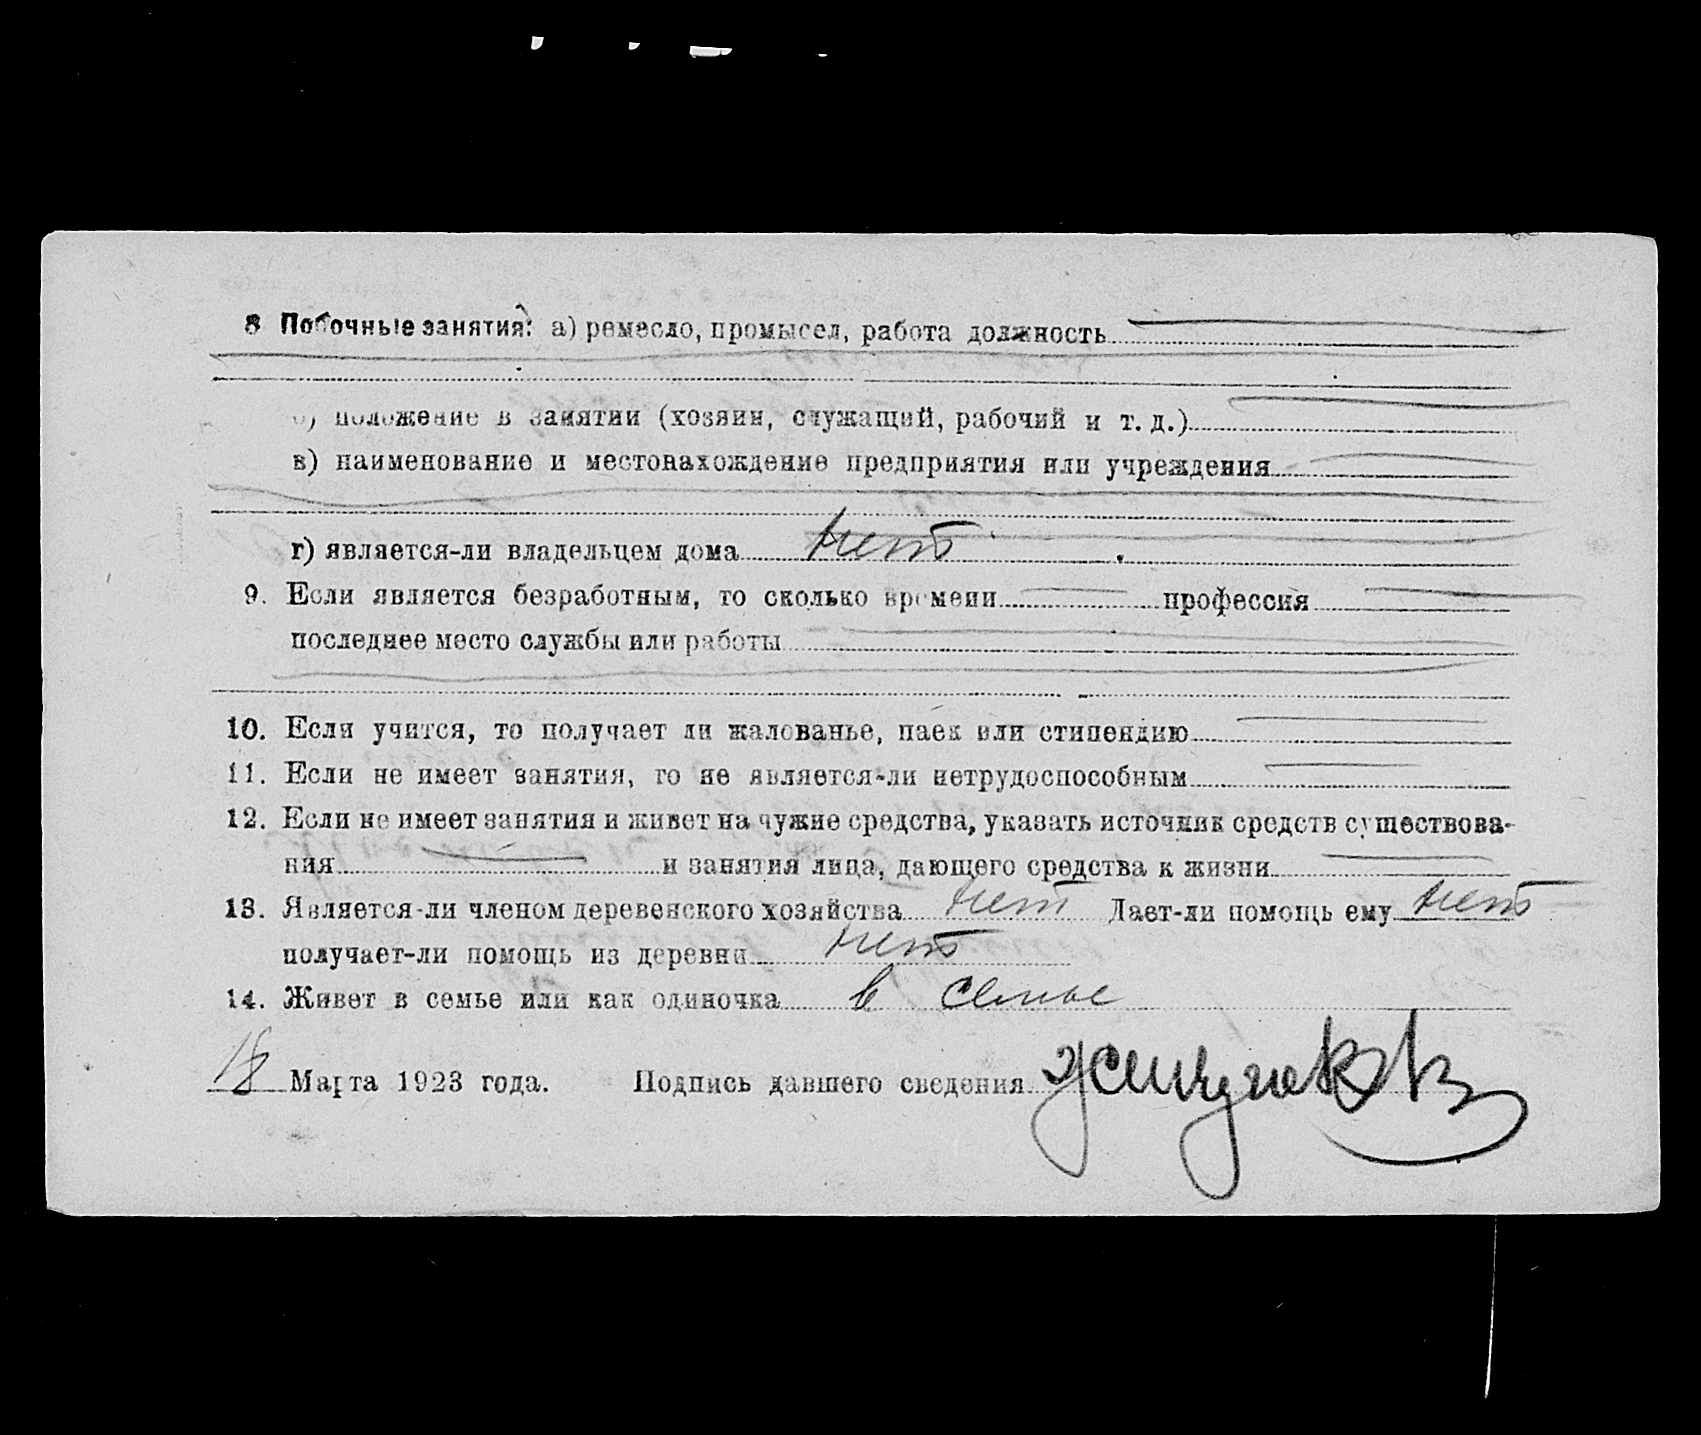 8 Побочные занятия: а) ремесло, промысел, работа должность
б) положение в занятии (хозяин, служащий, рабочий и т. д.)
в) наименование и местонахождение предприятия или учреждения
г) является-ли владельцем дома нет
9. Если является безработным, то сколько времени профессия
последнее место службы или работы
10. Если учится, то получает ли жалованье, паек или стипендию
11. Если не имеет занятия, то не является-ли нетрудоспособным
12. Если не имеет занятия и живет на чужие средства, указать источник средств существова-
ния и занятия лица, дающего средства к жизни
13. Является-ли членом деревенского хозяйства нет Дает-ли помощь ему нет
получает-ли помощь из деревни нет
14. Живет в семье или как одиночка в семье
18 Марта 1923 года. Подпись давшего сведения